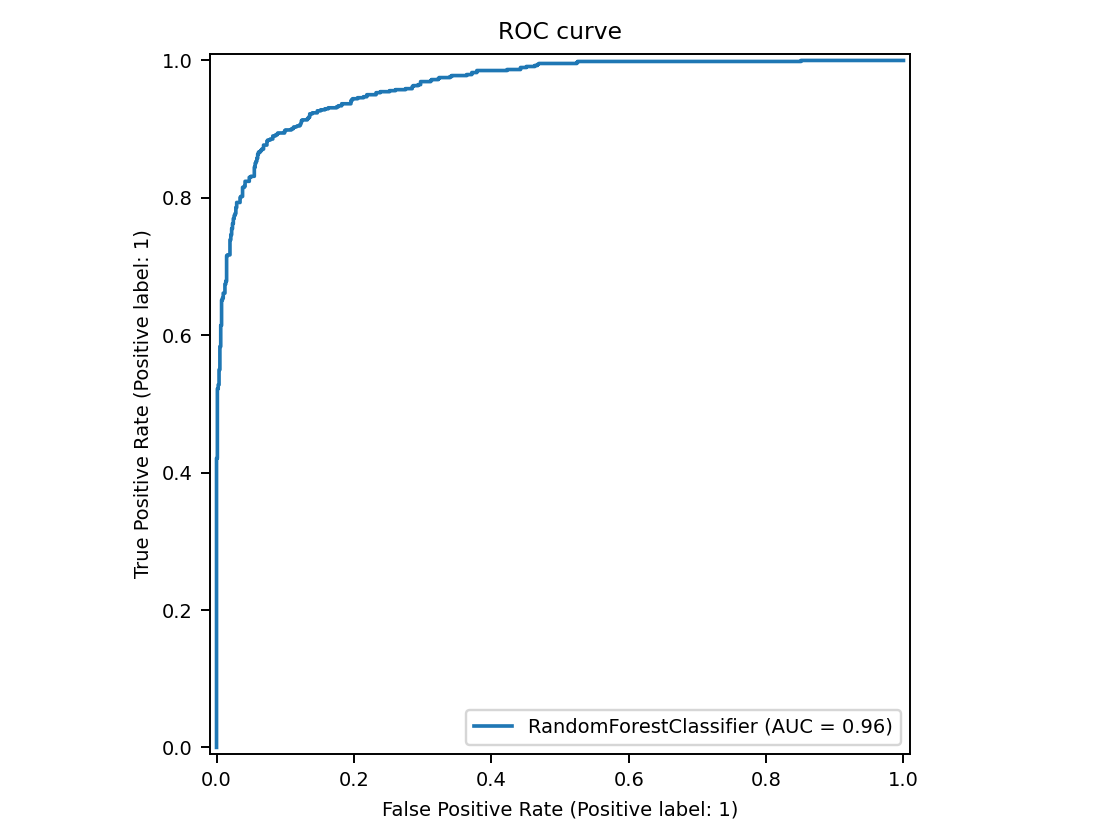 ROC curve
1.0
0.8
0.6
0.4
0.2
0.0
True Positive Rate (Positive label: 1)
RandomForestClassifier (AUC = 0.96)
0.0 0.2 0.4 0.6 0.8 1.0
False Positive Rate (Positive label: 1)